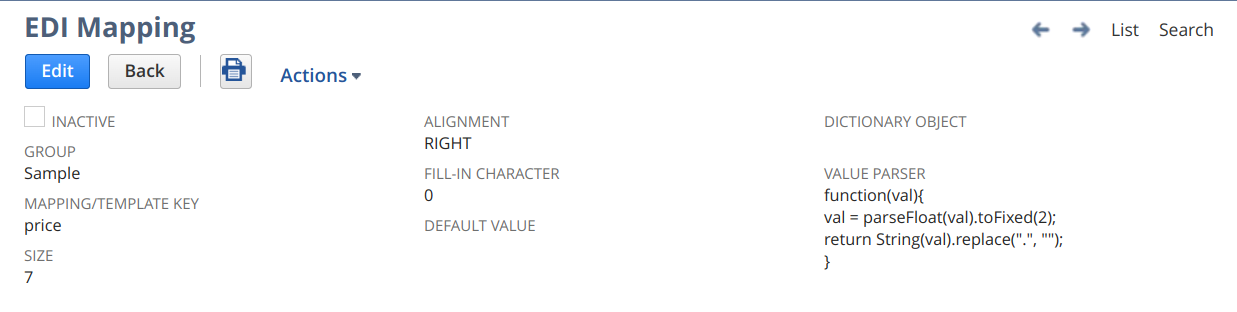 EDI Mapping
List Search
Edit Back Actions
INACTIVE
GROUP
Sample
MAPPING/TEMPLATE KEY
price
SIZE
7
ALIGNMENT
RIGHT
FILL-IN CHARACTER
0
DEFAULT VALUE
DICTIONARY OBJECT
VALUE PARSER
function(val){
val = parseFloat(val).toFixed(2);
return String(val).replace(".", "");
}